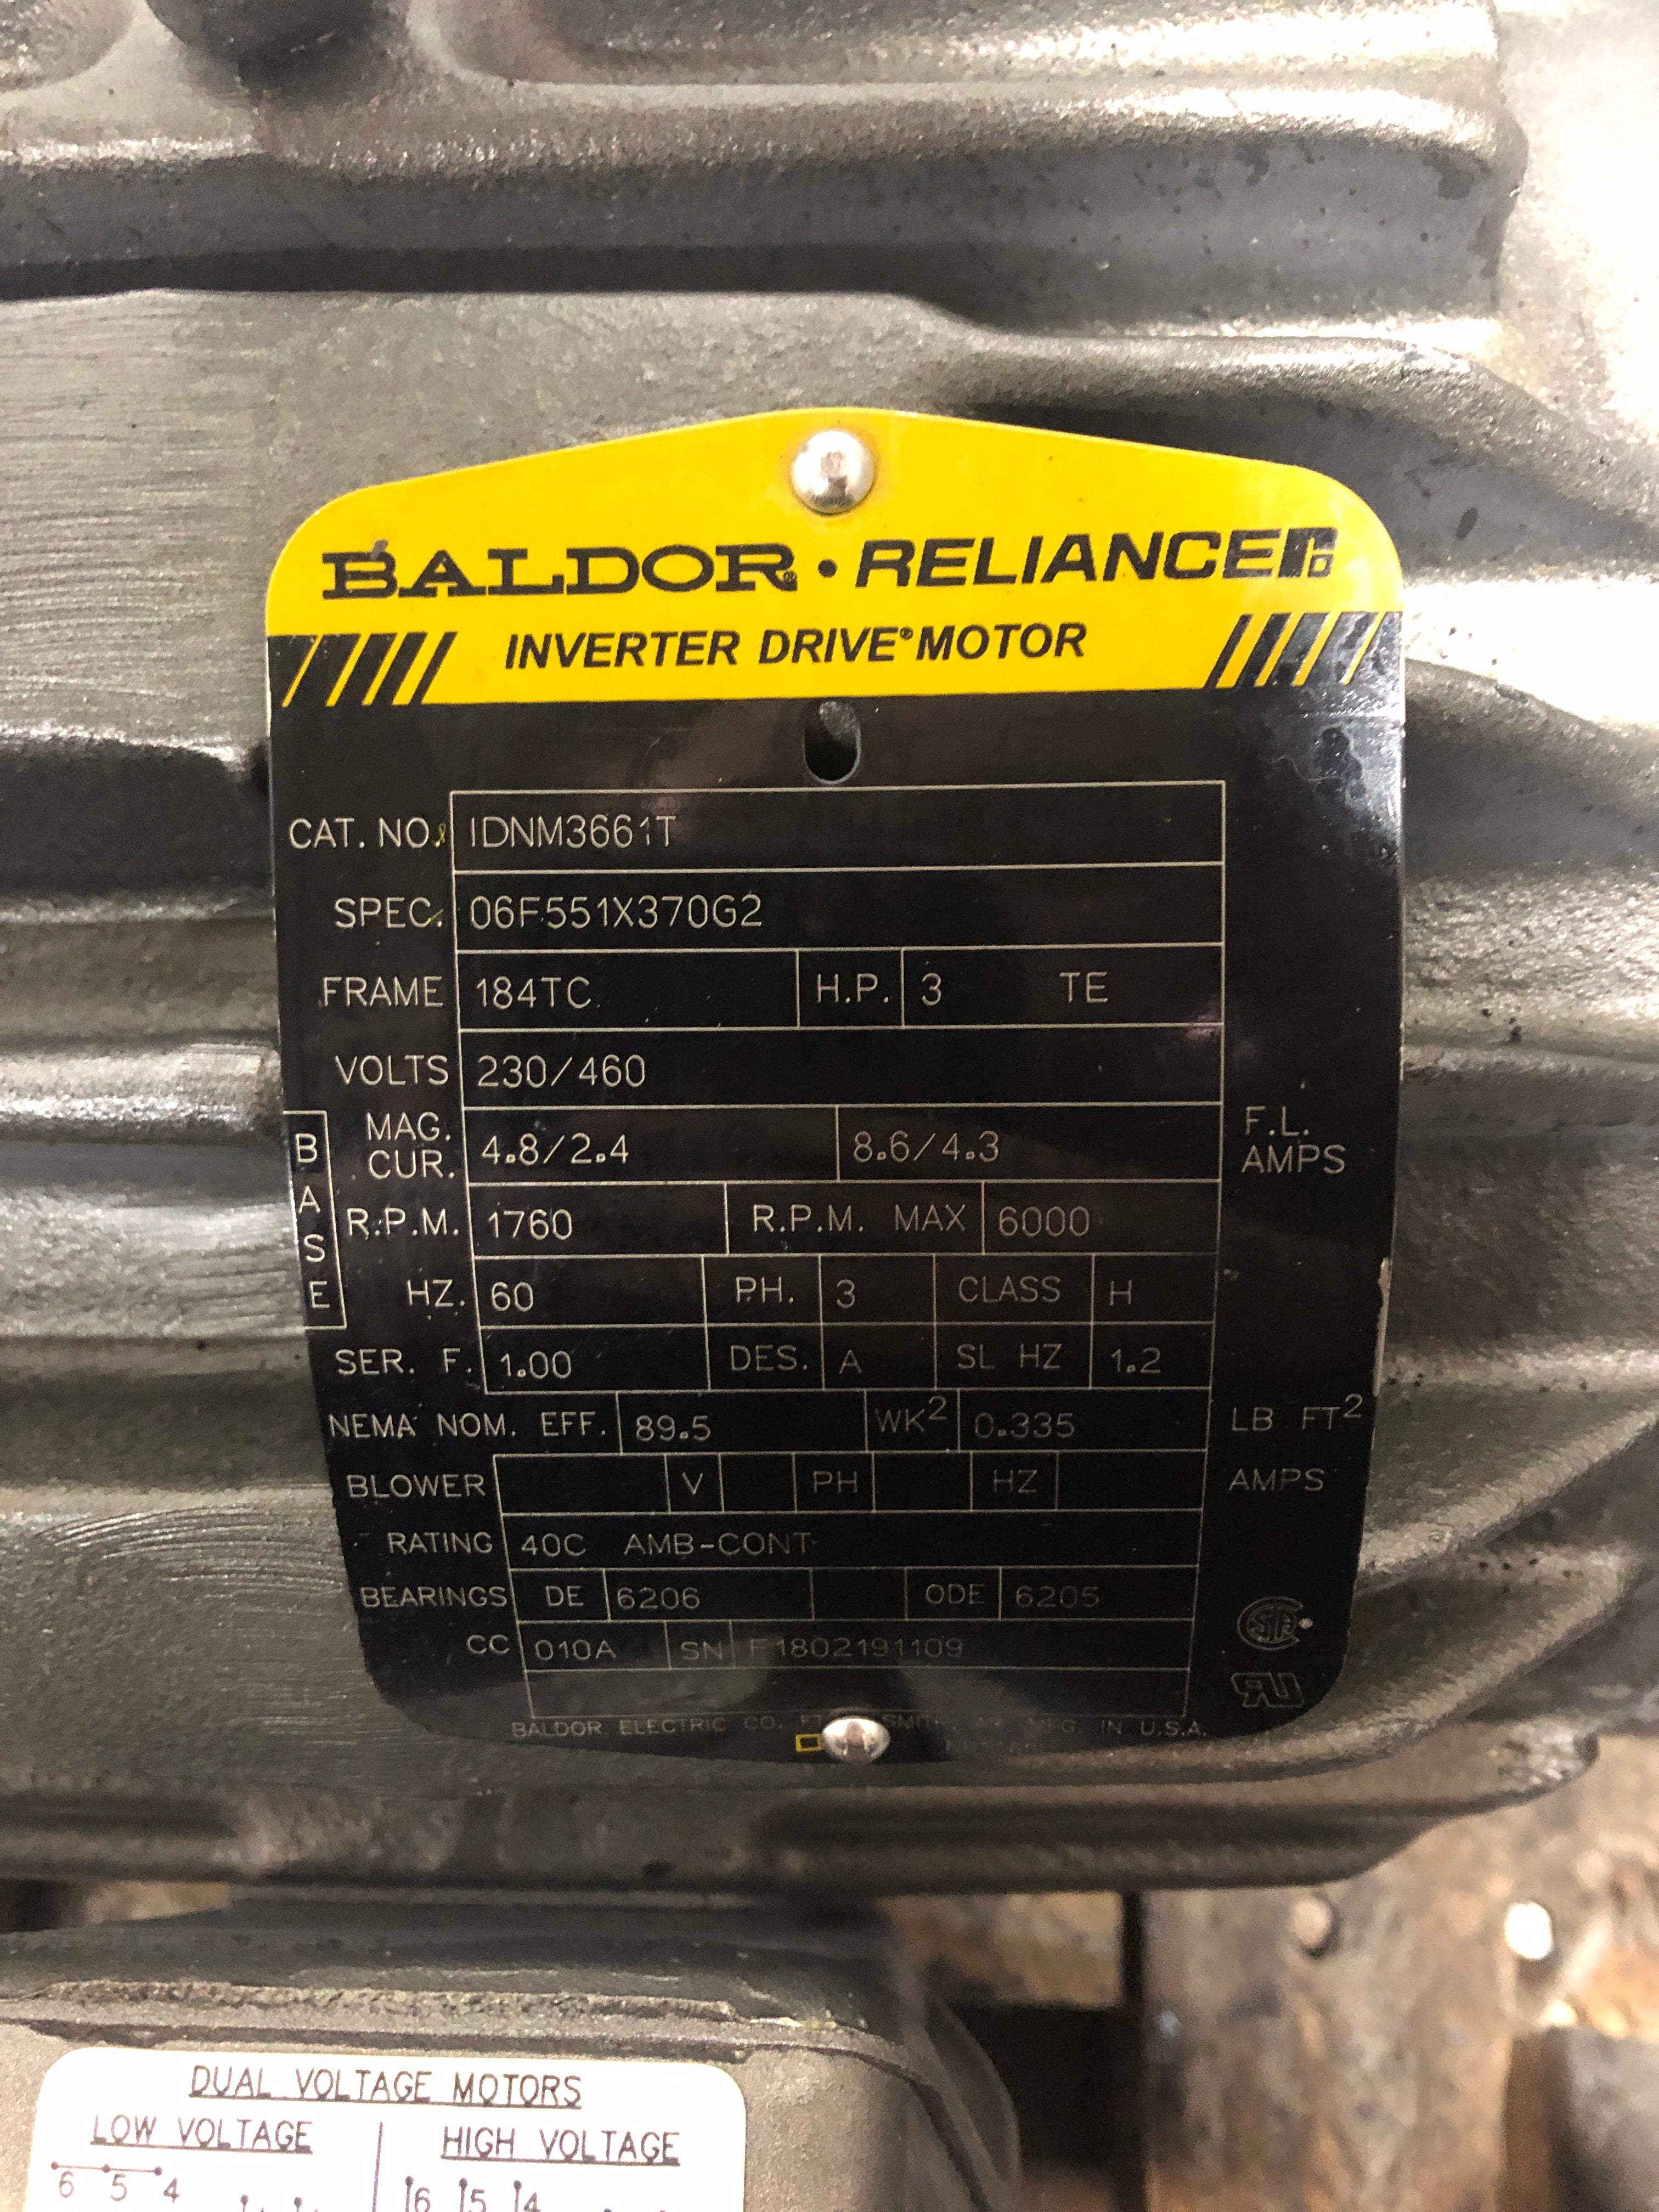 BALDOR® • RELIANCE
INVERTER DRIVE® MOTOR
CAT. NO. IDNM3661T
SPEC. 06F551X370G2
FRAME 184TC H.P. 3 TE
VOLTS 230/460
BASE
MAG. CUR. 4.8/2.4 8.6/4.3 F.L. AMPS
R.P.M. 1760 R.P.M. MAX 6000
HZ. 60 PH. 3 CLASS H
SER. F. 1.00 DES. A SL HZ 1.2
NEMA NOM. EFF. 89.5 WK2 0.335 LB FT2
BLOWER V PH HZ AMPS
RATING 40C AMB-CONT
BEARINGS DE 6206 ODE 6205
CC 010A SN F1802191109
BALDOR ELECTRIC CO. MFG. IN U.S.A.
DUAL VOLTAGE MOTORS
LOW VOLTAGE HIGH VOLTAGE
6 5 4 6 5 4